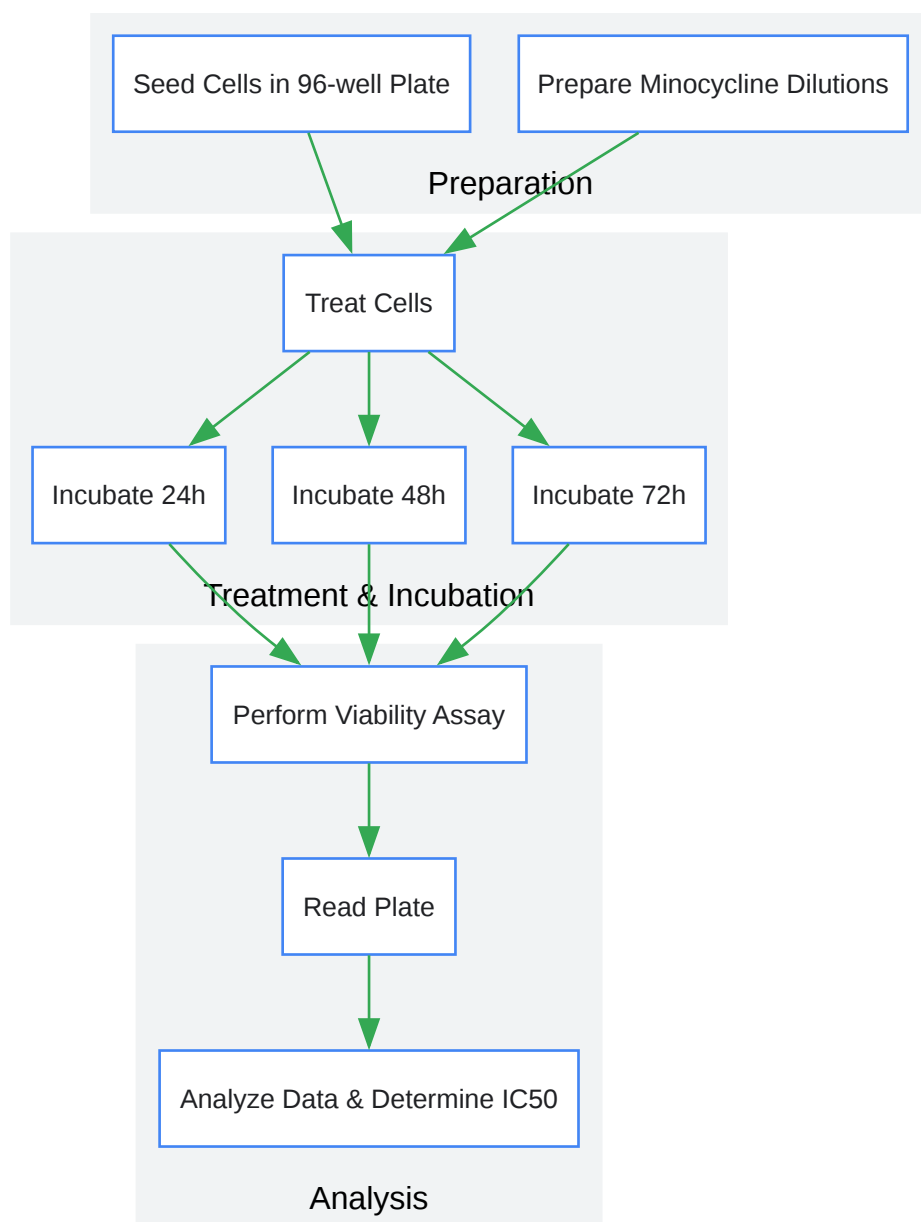 Seed Cells in 96-well Plate
Prepare Minocycline Dilutions
Preparation
Treat Cells
Incubate 24h
Incubate 48h
Incubate 72h
Treatment & Incubation
Perform Viability Assay
Read Plate
Analyze Data & Determine IC50
Analysis